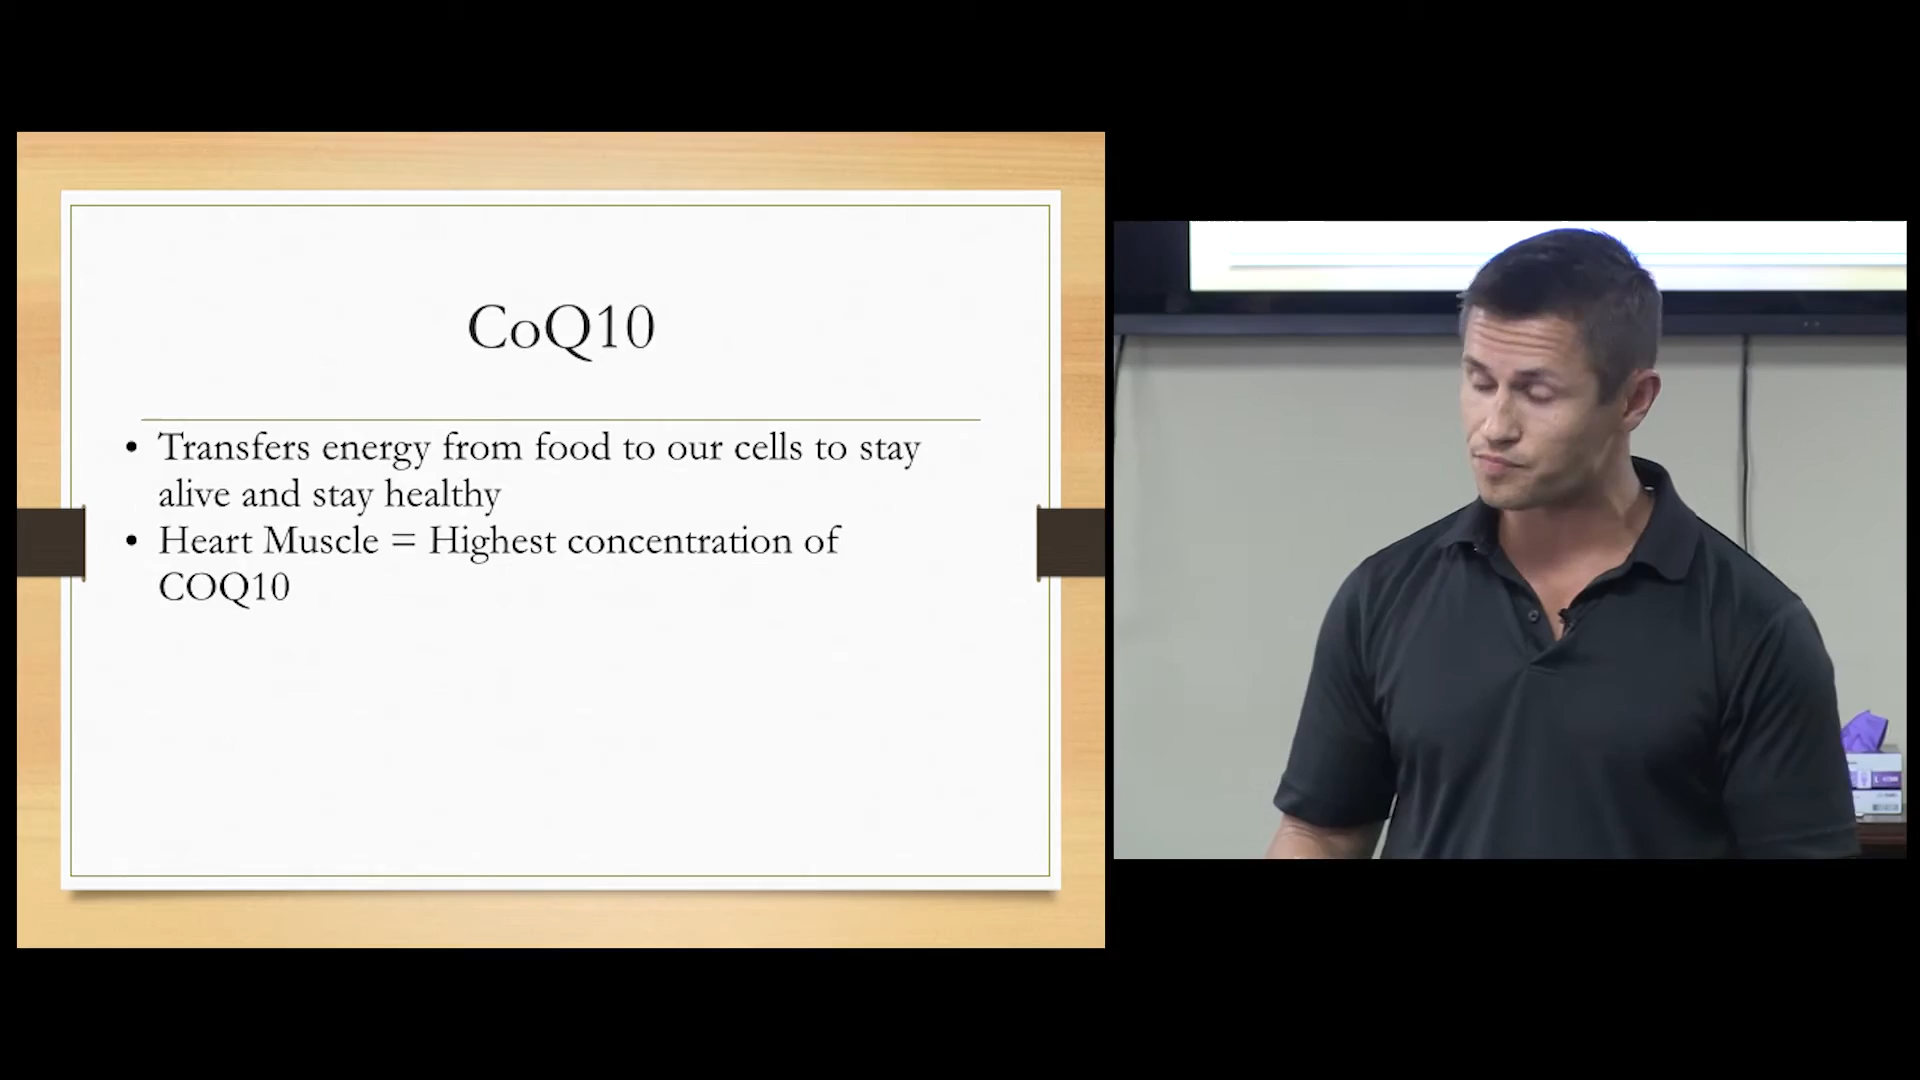 CoQ10
• Transfers energy from food to our cells to stay
alive and stay healthy
• Heart Muscle = Highest concentration of
COQ10